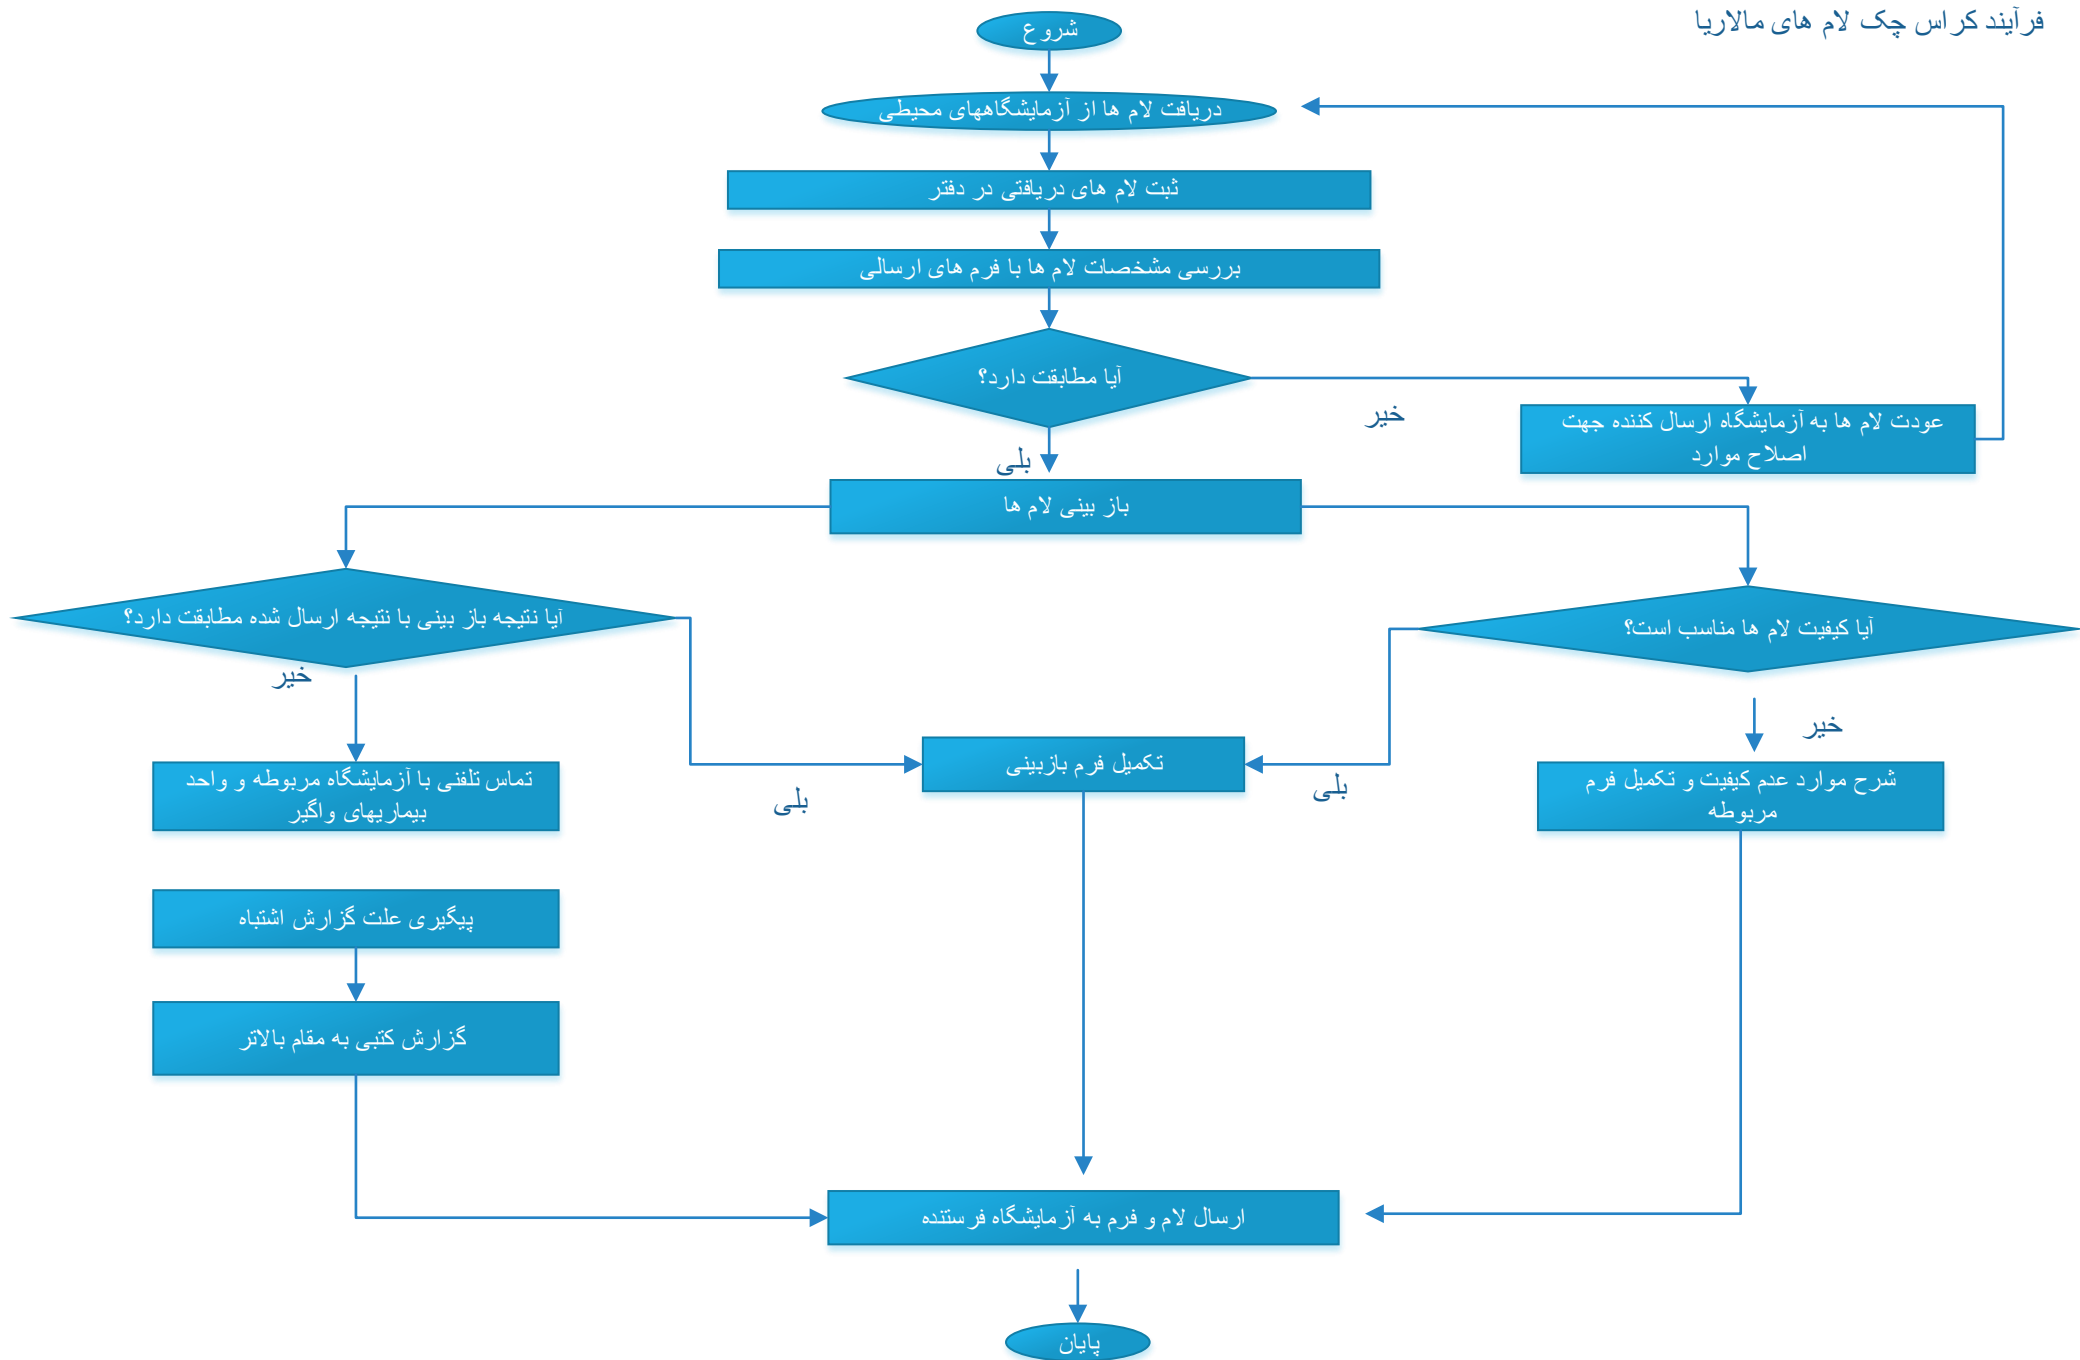 فرآیند کراس چک لام های مالاریا
شروع
دریافت لام ها از آزمایشگاههای محیطی
ثبت لام های دریافتی در دفتر
بررسی مشخصات لام ها با فرم های ارسالی
آیا مطابقت دارد؟
خیر
عودت لام ها به آزمایشگاه ارسال کننده جهت
اصلاح موارد
بلی
باز بینی لام ها
آیا کیفیت لام ها مناسب است؟
آیا نتیجه باز بینی با نتیجه ارسال شده مطابقت دارد؟
خیر
خیر
تکمیل فرم بازبینی
شرح موارد عدم کیفیت و تکمیل فرم
مربوطه
تماس تلفنی با آزمایشگاه مربوطه و واحد
بیماریهای واگیر
بلی
بلی
پیگیری علت گزارش اشتباه
گزارش کتبی به مقام بالاتر
ارسال لام و فرم به آزمایشگاه فرستنده
پایان